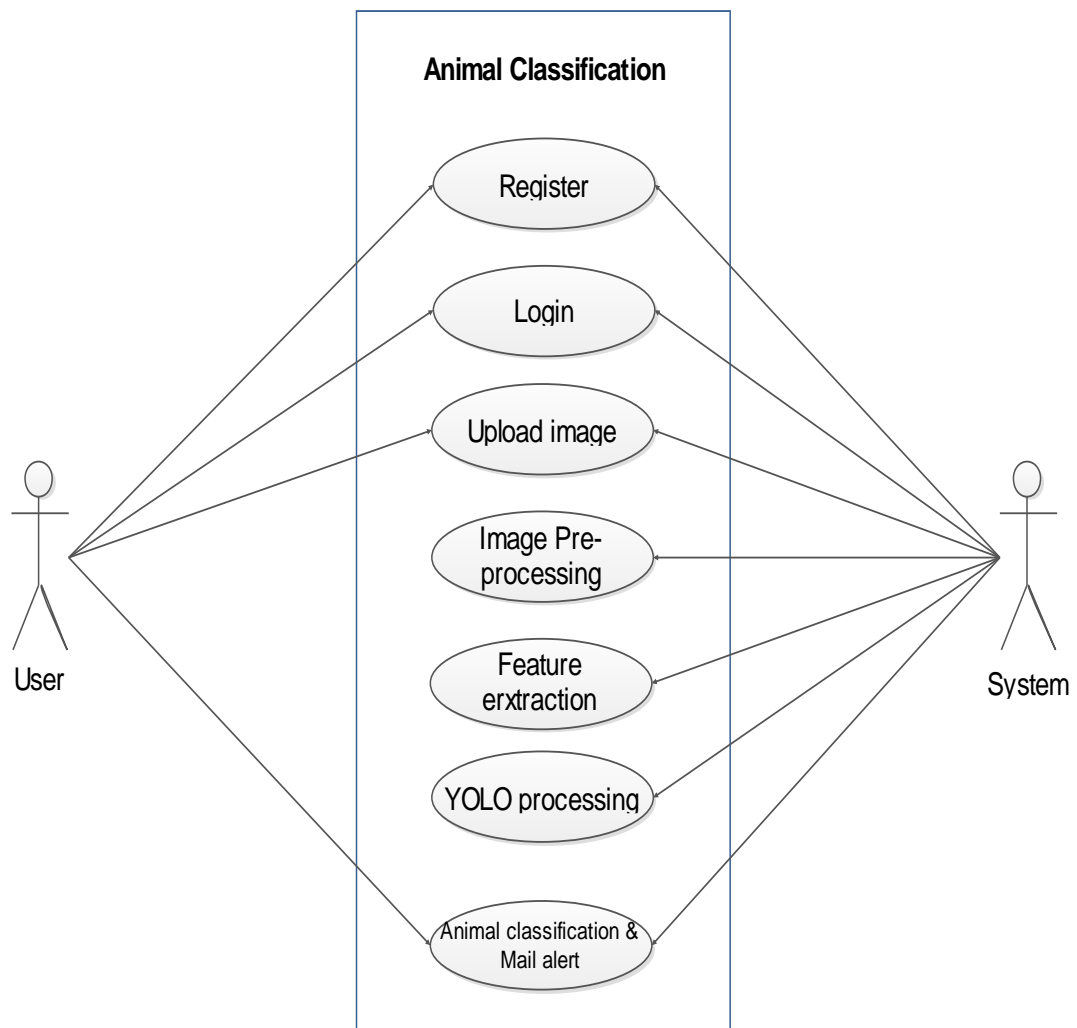 Animal Classification
Register
Login
Upload image
Image Pre-
processing
Feature
erxtraction
YOLO processing
Animal classification &
Mail alert
User
System